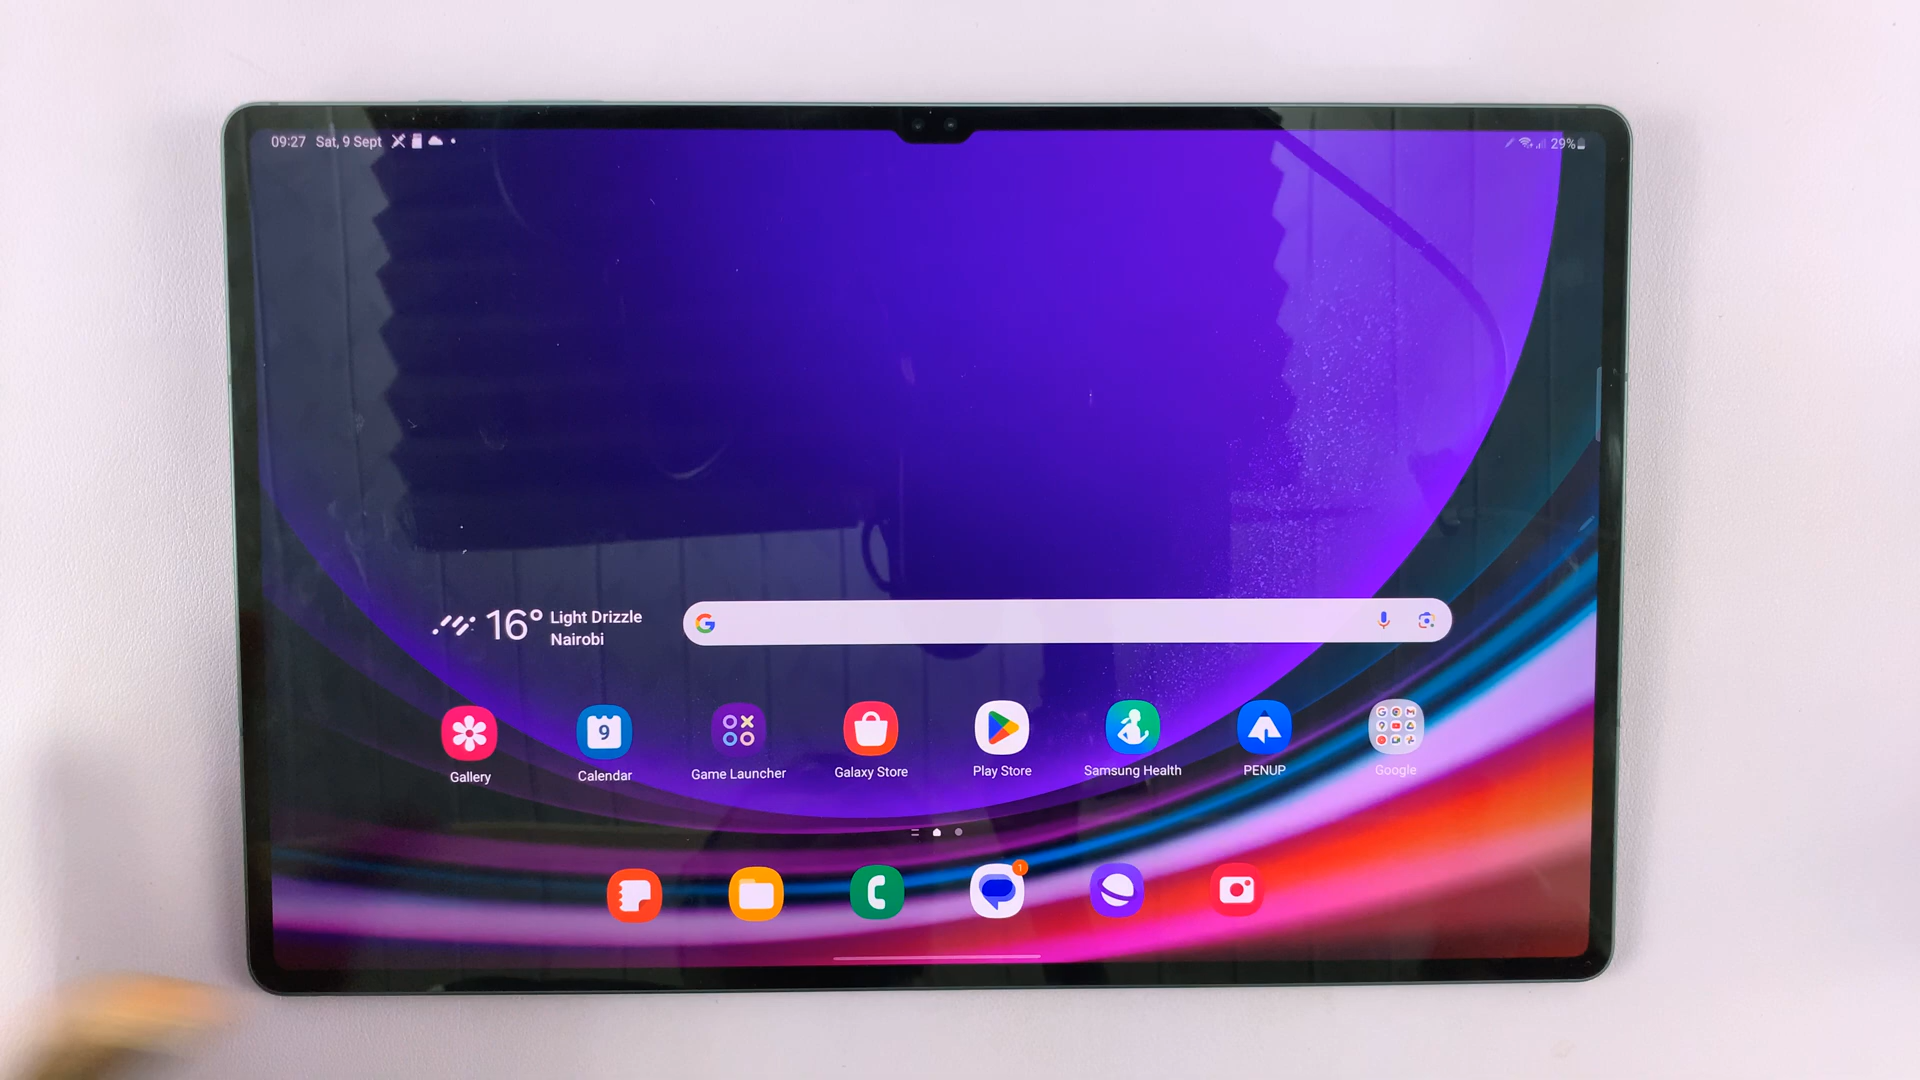 09:27 Sat, 9 Sept
29%
16° Light Drizzle
Nairobi
9
Gallery
Calendar
Game Launcher
Galaxy Store
Play Store
Samsung Health
PENUP
Google
1